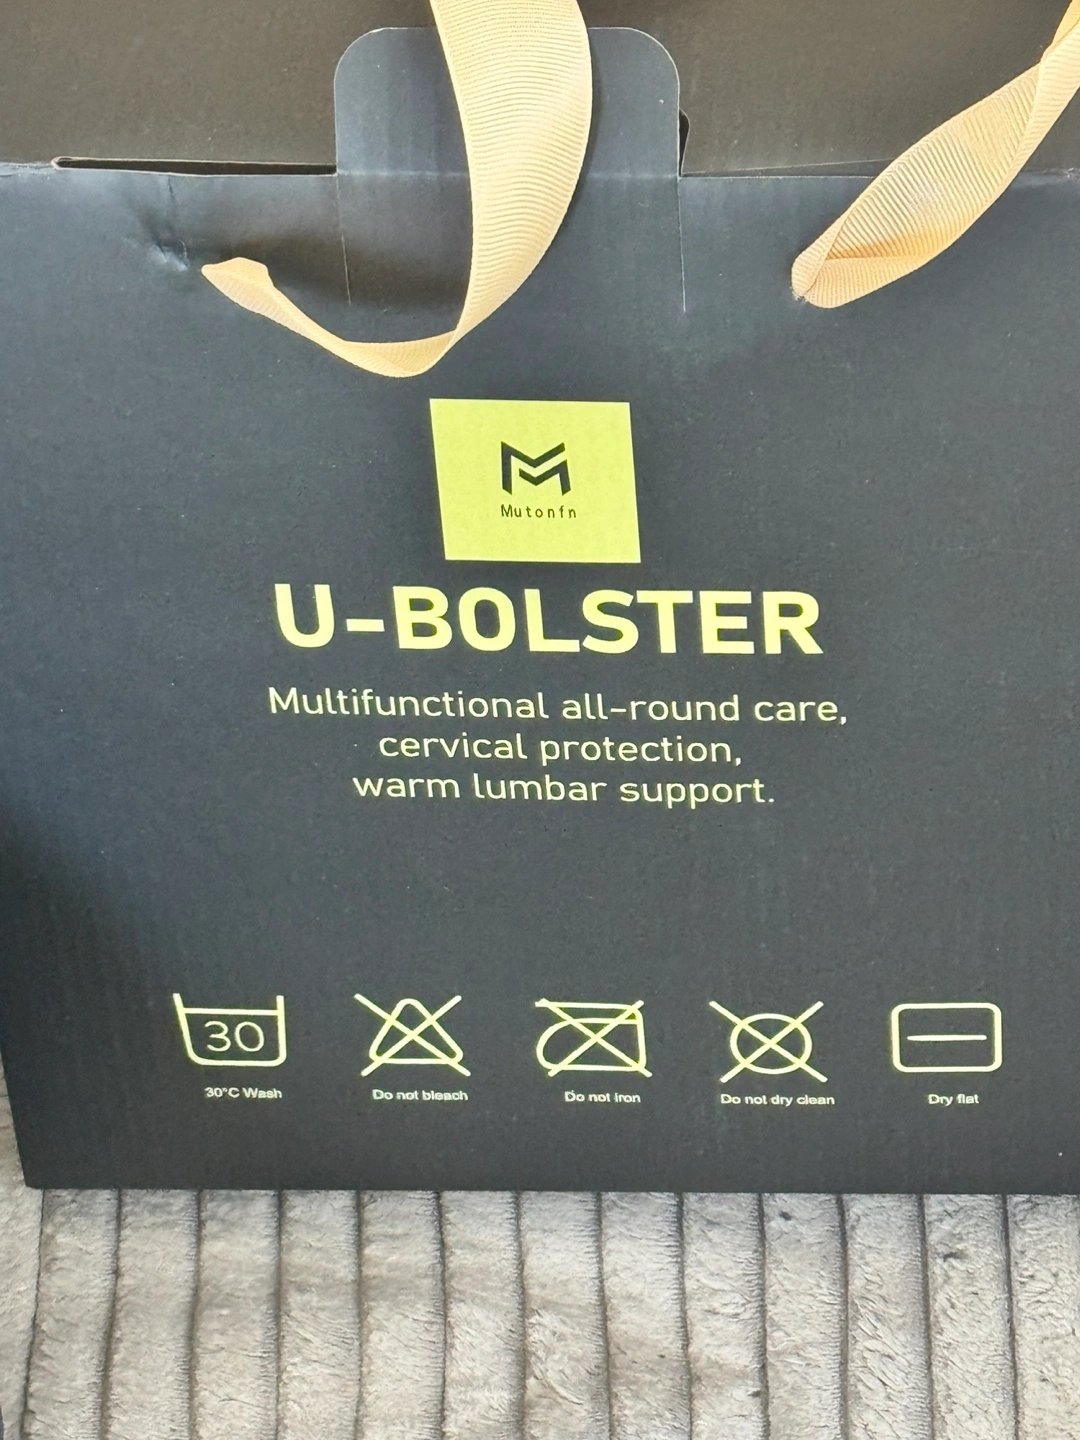 Mutonfn
U-BOLSTER
Multifunctional all-round care,
cervical protection,
warm lumbar support.
30
30°C Wash
Do not bleach
Do not iron
Do not dry clean
Dry flat